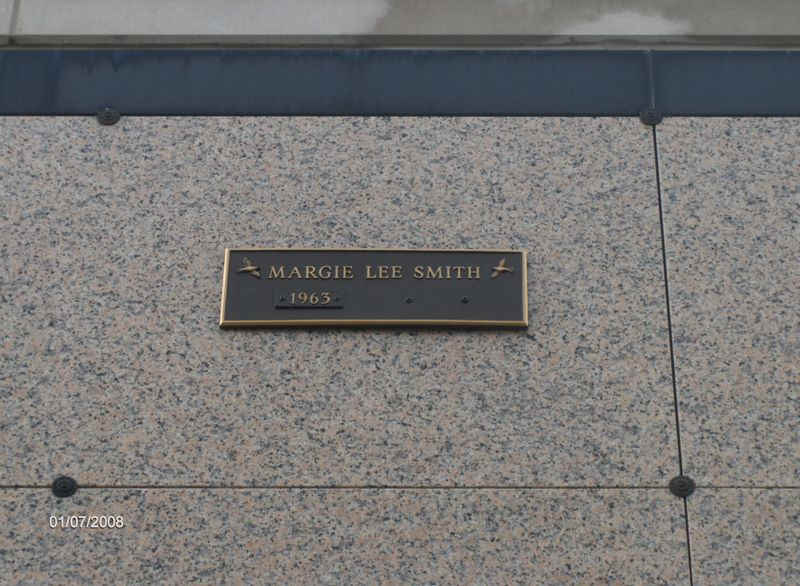 MARGIE LEE SMITH
1963
01/07/2008